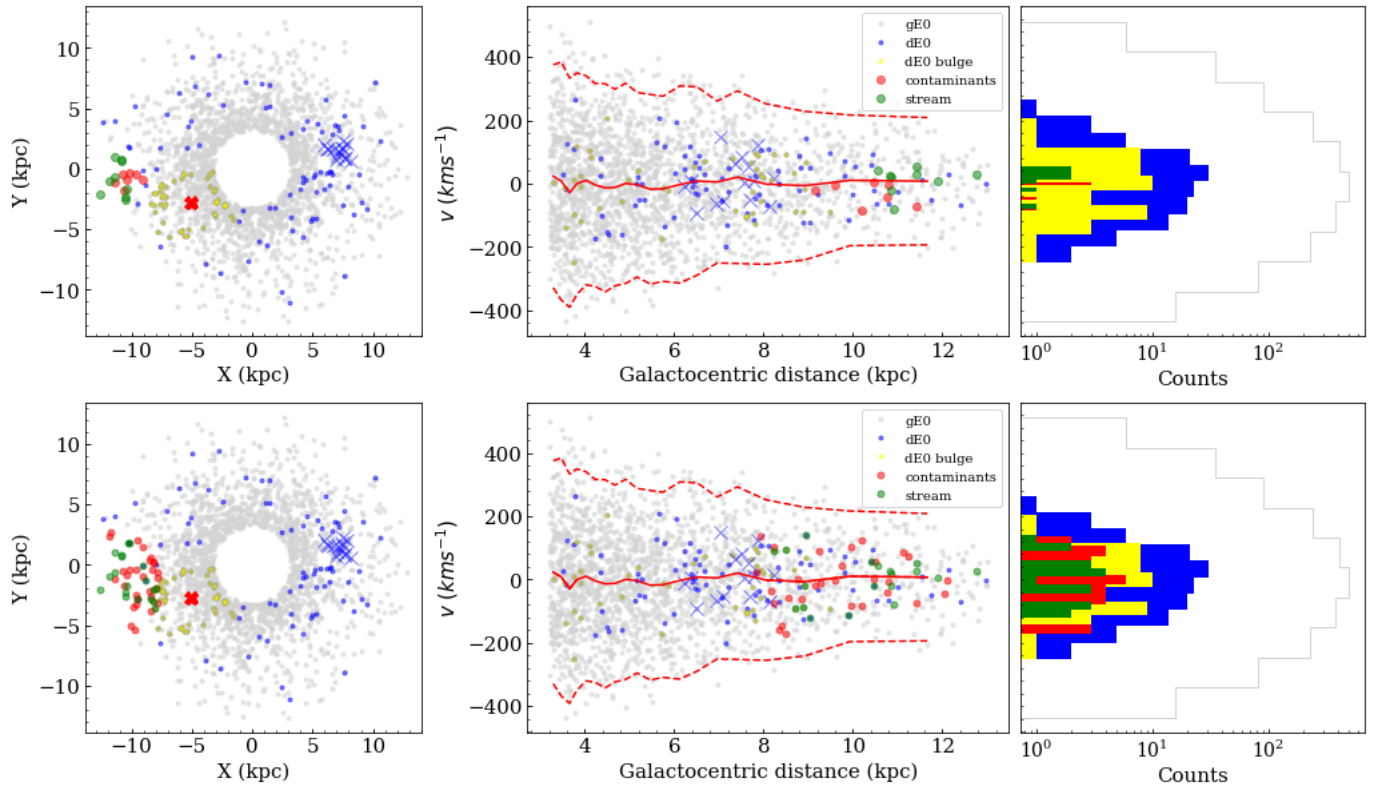 10
5
0
−5
−10
Y (kpc)
−10 −5 0 5 10
X (kpc)
400
200
0
−200
−400
v (kms⁻¹)
4 6 8 10 12
Galactocentric distance (kpc)
gE0
dE0
dE0 bulge
contaminants
stream
10⁰ 10¹ 10²
Counts
10
5
0
−5
−10
Y (kpc)
−10 −5 0 5 10
X (kpc)
400
200
0
−200
−400
v (kms⁻¹)
4 6 8 10 12
Galactocentric distance (kpc)
gE0
dE0
dE0 bulge
contaminants
stream
10⁰ 10¹ 10²
Counts